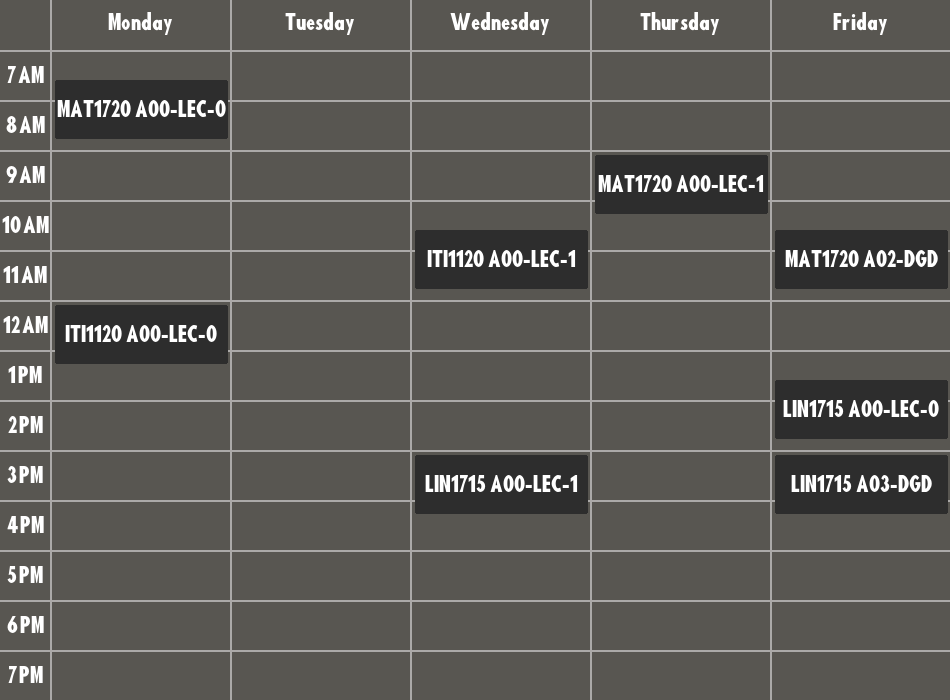 Monday Tuesday Wednesday Thursday Friday
7 AM
MAT1720 A00-LEC-0
8 AM
9 AM
MAT1720 A00-LEC-1
10 AM
ITI1120 A00-LEC-1 MAT1720 A02-DGD
11 AM
12 AM
ITI1120 A00-LEC-0
1 PM
LIN1715 A00-LEC-0
2 PM
3 PM
LIN1715 A00-LEC-1 LIN1715 A03-DGD
4 PM
5 PM
6 PM
7 PM